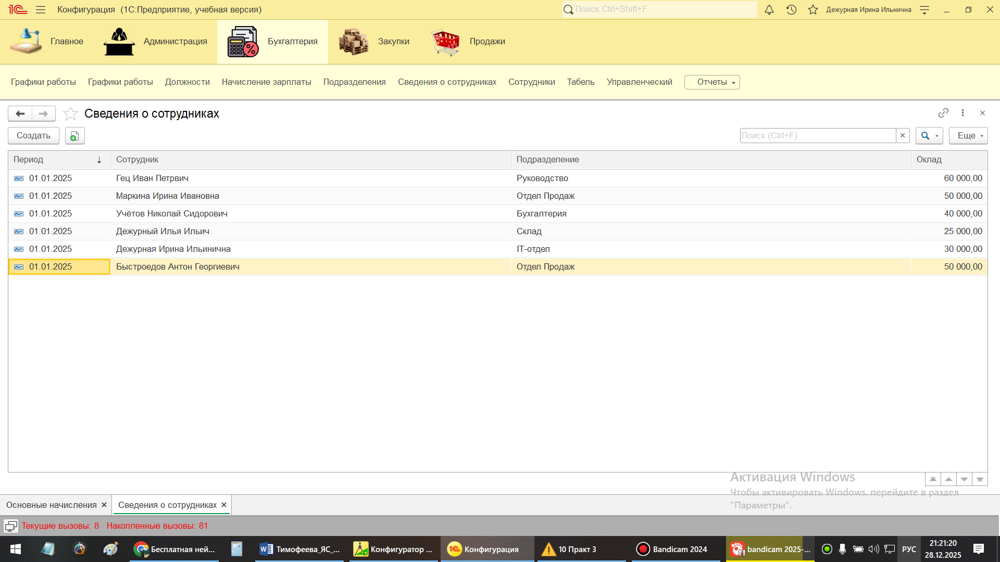 Конфигурация (1С:Предприятие, учебная версия)
Поиск Ctrl+Shift+F
Дежурная Ирина Ильнична
Главное
Администрация
Бухгалтерия
Закупки
Продажи
Графики работы Графики работы Должности Начисление зарплаты Подразделения Сведения о сотрудниках Сотрудники Табель Управленческий Отчеты
Сведения о сотрудниках
Создать
Поиск (Ctrl+F)
Еще
Период Сотрудник Подразделение Оклад
01.01.2025 Гец Иван Петрвич Руководство 60 000,00
01.01.2025 Маркина Ирина Ивановна Отдел Продаж 50 000,00
01.01.2025 Учётов Николай Сидорович Бухгалтерия 40 000,00
01.01.2025 Дежурный Илья Ильич Склад 25 000,00
01.01.2025 Дежурная Ирина Ильинична IT-отдел 30 000,00
01.01.2025 Быстроедов Антон Георгиевич Отдел Продаж 50 000,00
Активация Windows
Чтобы активировать Windows, перейдите в раздел
"Параметры".
Основные начисления
Сведения о сотрудниках
Текущие вызовы: 8 Накопленные вызовы: 81
Бесплатная ней...
Тимофеева_ЯС_...
Конфигуратор ...
Конфигурация
10 Практ 3
Bandicam 2024
bandicam 2025-...
РУС
21:21:20
28.12.2025